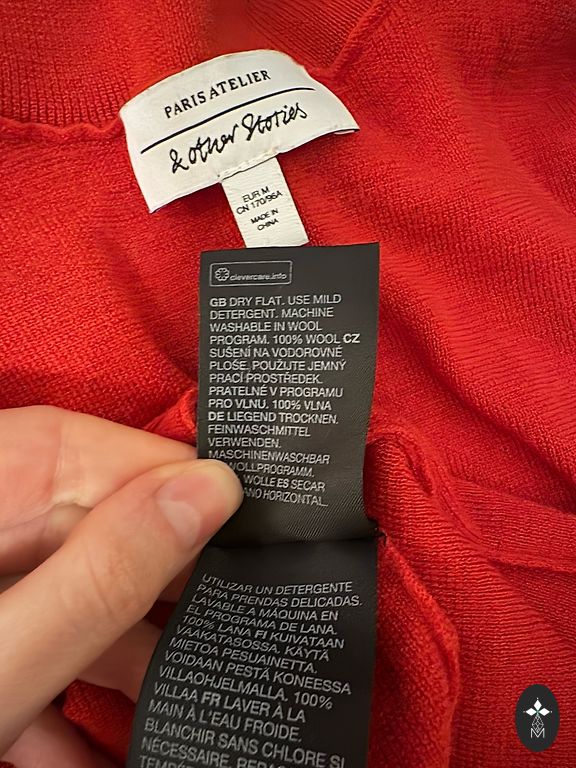 PARIS ATELIER
& other Stories
EUR M
CN 170/96A
MADE IN
CHINA
clevercare.info
GB DRY FLAT. USE MILD
DETERGENT. MACHINE
WASHABLE IN WOOL
PROGRAM. 100% WOOL CZ
SUŠENÍ NA VODOROVNÉ
PLOŠE. POUŽIJTE JEMNÝ
PRACÍ PROSTŘEDEK.
PRATELNÉ V PROGRAMU
PRO VLNU. 100% VLNA
DE LIEGEND TROCKNEN.
FEINWASCHMITTEL
VERWENDEN.
MASCHINENWASCHBAR
WOLLPROGRAMM.
WOLLE ES SECAR
HORIZONTAL.
UTILIZAR UN DETERGENTE
PARA PRENDAS DELICADAS.
LAVABLE A MÁQUINA EN
EL PROGRAMA DE LANA.
100% LANA FI KUIVATAAN
VAAKATASOSSA. KÄYTÄ
MIETOA PESUAINETTA.
VOIDAAN PESTÄ KONEESSA
VILLAOHJELMALLA. 100%
VILLAA FR LAVER À LA
MAIN À L'EAU FROIDE.
BLANCHIR SANS CHLORE SI
NÉCESSAIRE. REPASSER
M